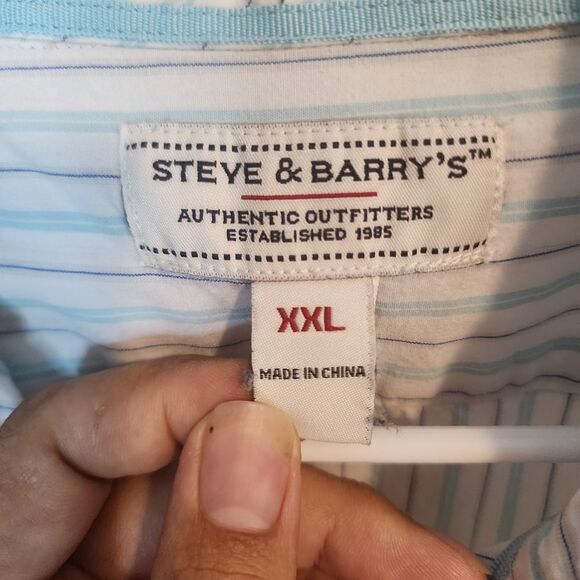 STEVE & BARRY'S™
AUTHENTIC OUTFITTERS
ESTABLISHED 1985
XXL
MADE IN CHINA